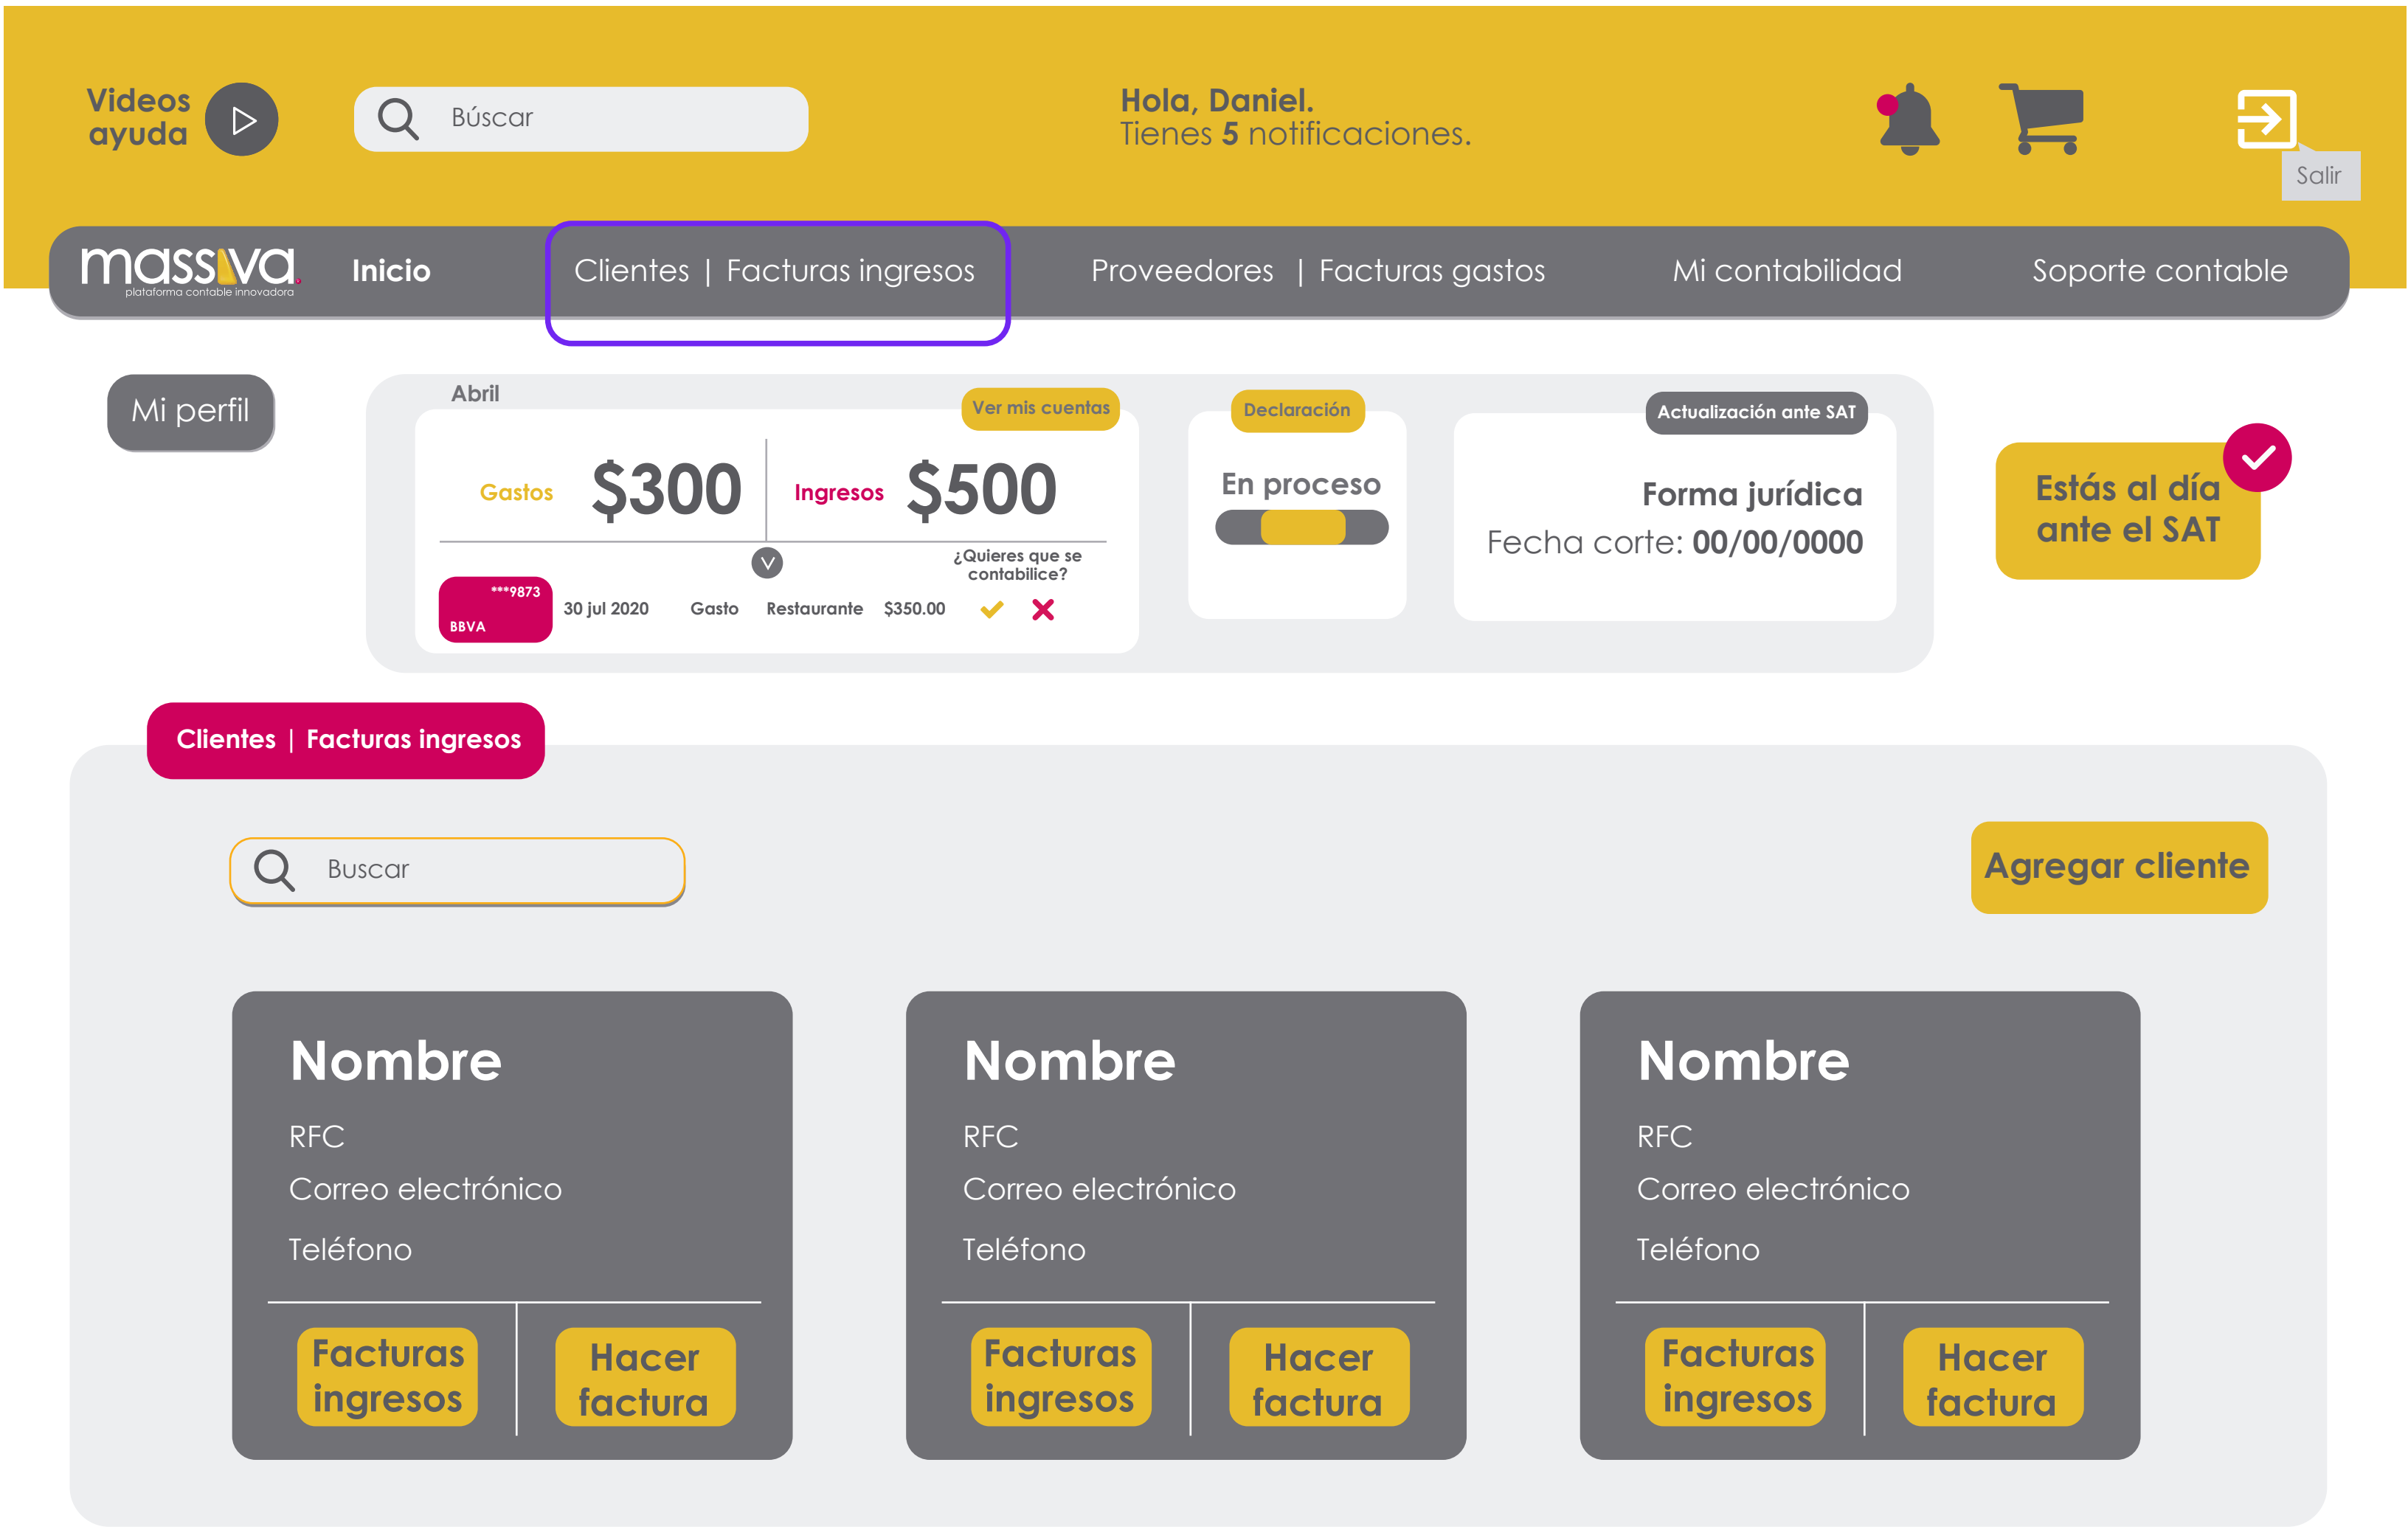 Videos
ayuda
Búscar
Hola, Daniel.
Tienes 5 notificaciones.
Salir
massiva.
plataforma contable innovadora
Inicio
Clientes | Facturas ingresos
Proveedores | Facturas gastos
Mi contabilidad
Soporte contable
Mi perfil
Abril
Ver mis cuentas
Gastos $300
Ingresos $500
¿Quieres que se
contabilice?
***9873
BBVA
30 jul 2020 Gasto Restaurante $350.00
Declaración
En proceso
Actualización ante SAT
Forma jurídica
Fecha corte: 00/00/0000
Estás al día
ante el SAT
Clientes | Facturas ingresos
Buscar
Agregar cliente
Nombre
RFC
Correo electrónico
Teléfono
Facturas
ingresos
Hacer
factura
Nombre
RFC
Correo electrónico
Teléfono
Facturas
ingresos
Hacer
factura
Nombre
RFC
Correo electrónico
Teléfono
Facturas
ingresos
Hacer
factura